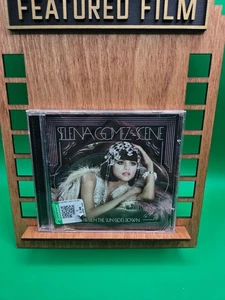 FEATURED FILM
SELENA GOMEZ & THE SCENE
WHEN THE SUN GOES DOWN